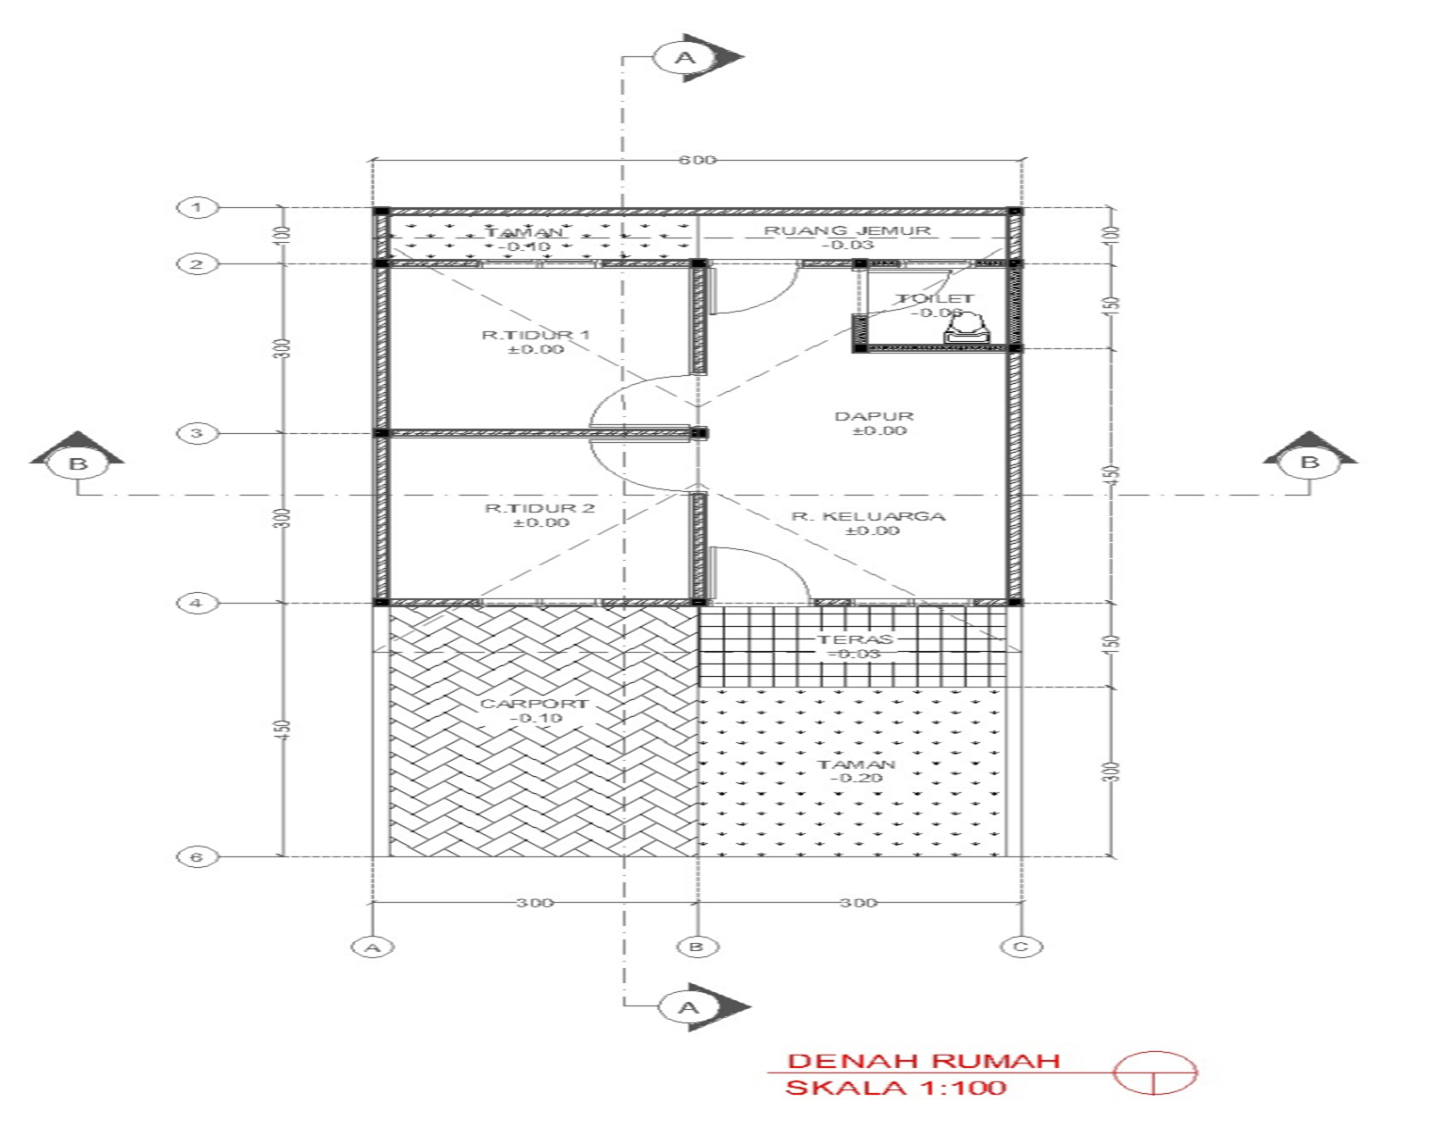 A
600
1
100
TAMAN
-0.10
RUANG JEMUR
-0.03
100
2
TOILET
-0.03
150
R.TIDUR 1
±0.00
300
DAPUR
±0.00
3
B
B
450
R.TIDUR 2
±0.00
R. KELUARGA
±0.00
300
4
TERAS
-0.03
150
CARPORT
-0.10
450
TAMAN
-0.20
300
6
300
300
A
B
C
A
DENAH RUMAH
SKALA 1:100